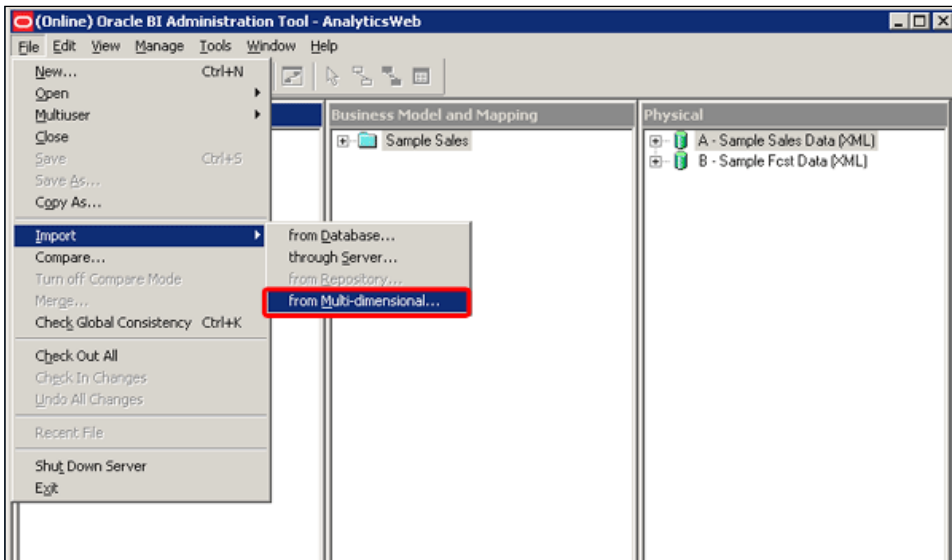 (Online) Oracle BI Administration Tool - AnalyticsWeb
File Edit View Manage Tools Window Help
New... Ctrl+N
Open
Multiuser
Close
Save Ctrl+S
Save As...
Copy As...
Import
Compare...
Turn off Compare Mode
Merge...
Check Global Consistency Ctrl+K
Check Out All
Check In Changes
Undo All Changes
Recent File
Shut Down Server
Exit
from Database...
through Server...
from Repository...
from Multi-dimensional...
Business Model and Mapping
Sample Sales
Physical
A - Sample Sales Data (XML)
B - Sample Fcst Data (XML)